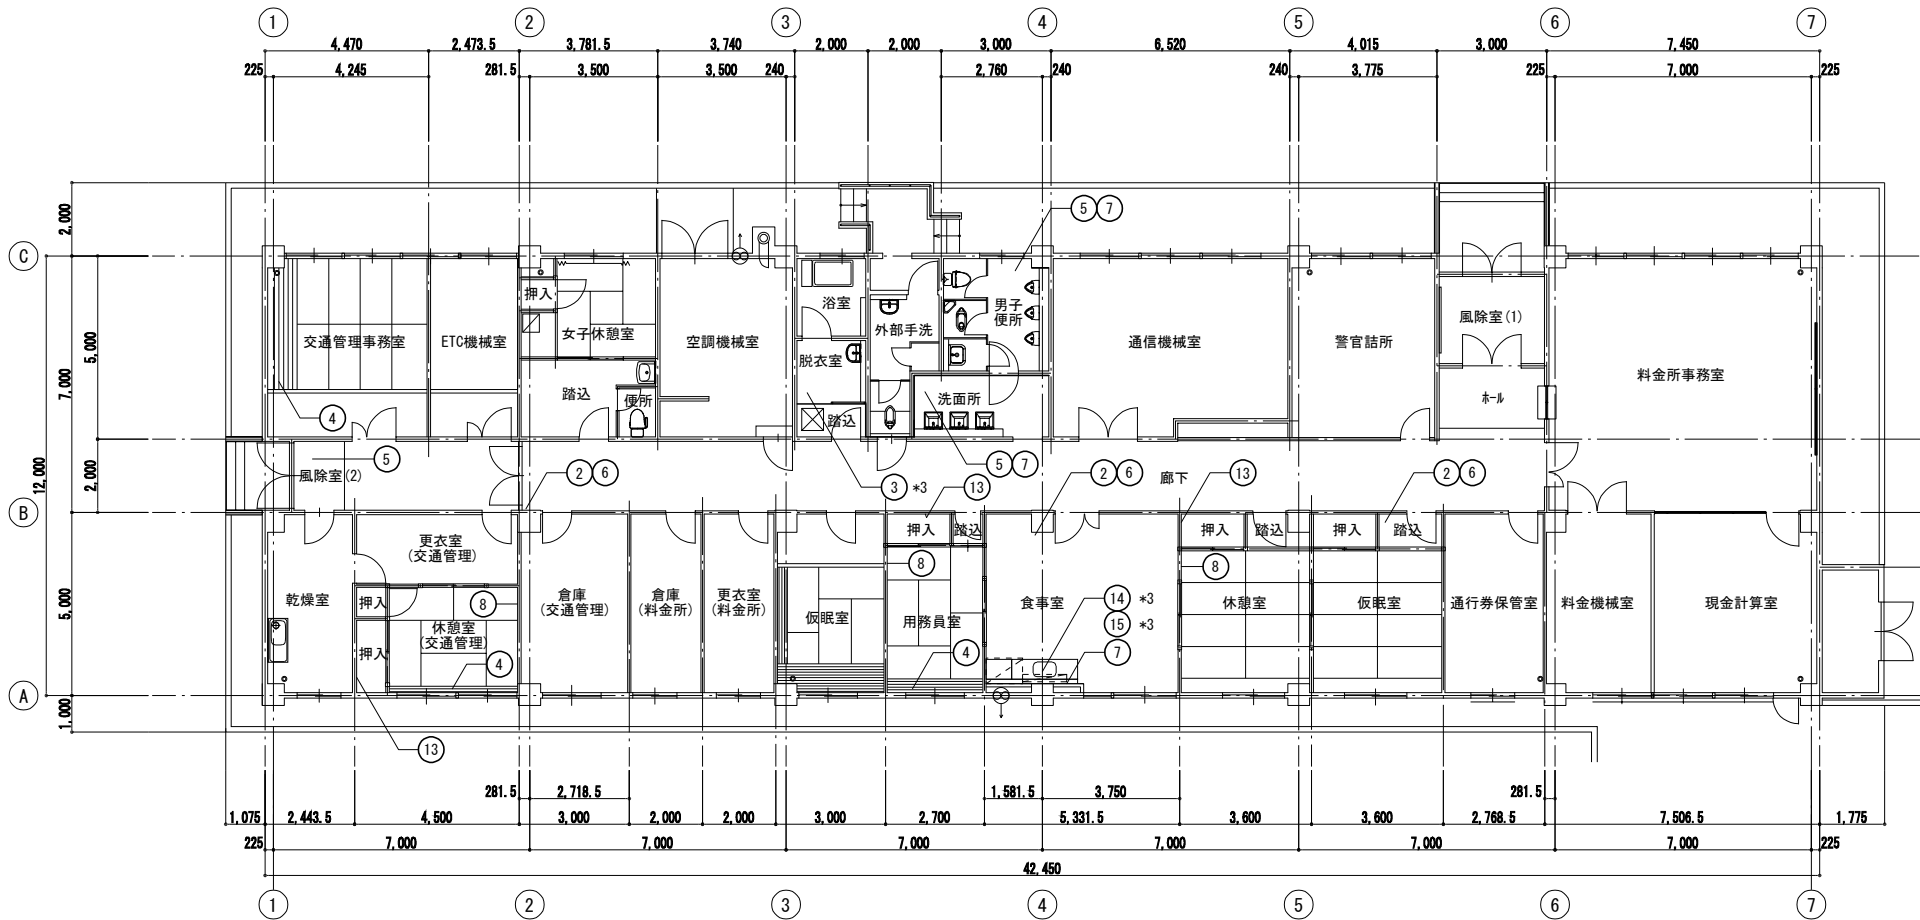 1 2 3 4 5 6 7
4,470 2,473.5 3,781.5 3,740 2,000 2,000 3,000 6,520 4,015 3,000 7,450
225 4,245 281.5 3,500 3,500 240 2,760 240 240 3,775 225 7,000 225
2,000
5 7
C
押入
浴室
男子
便所
女子休憩室
外部手洗
風除室(1)
交通管理事務室 ETC機械室
空調機械室
通信機械室
警官詰所
5,000
7,000
脱衣室
料金所事務室
踏込
便所
洗面所
ホール
4
踏込
5
風除室(2)
2 6
3 *3
13
5 7
2 6
廊下
13
2 6
2,000
12,000
B
押入 踏込
押入 踏込
押入 踏込
更衣室
(交通管理)
8
8
乾燥室
押入
8
倉庫
(交通管理)
倉庫
(料金所)
更衣室
(料金所)
仮眠室
用務員室
食事室
14 *3
15 *3
休憩室
仮眠室
通行券保管室
料金機械室
現金計算室
休憩室
(交通管理)
押入
4
4
7
5,000
A
1,000
13
281.5 2,718.5 1,581.5 3,750 281.5
1,075 2,443.5 4,500 3,000 2,000 2,000 3,000 2,700 5,331.5 3,600 3,600 2,768.5 7,506.5 1,775
225 7,000 7,000 7,000 7,000 7,000 7,000 225
42,450
1 2 3 4 5 6 7